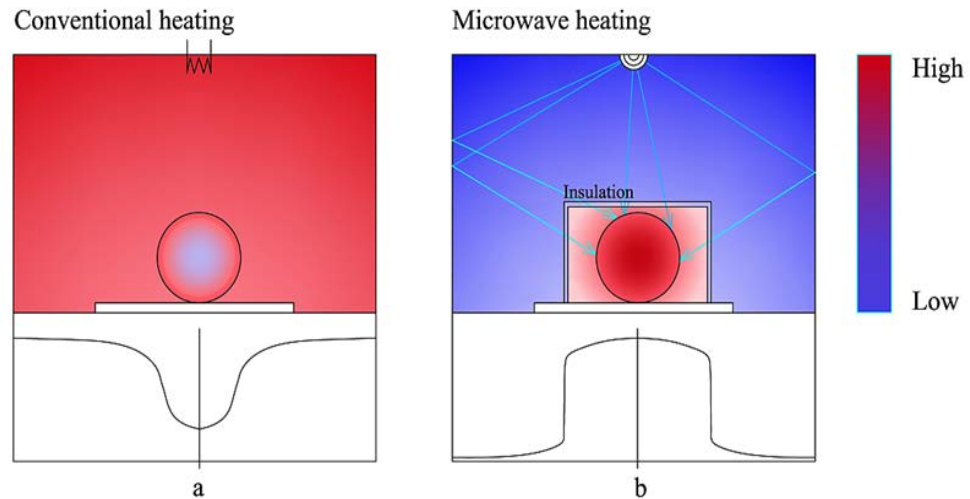 Conventional heating
Microwave heating
High
Insulation
Low
a
b